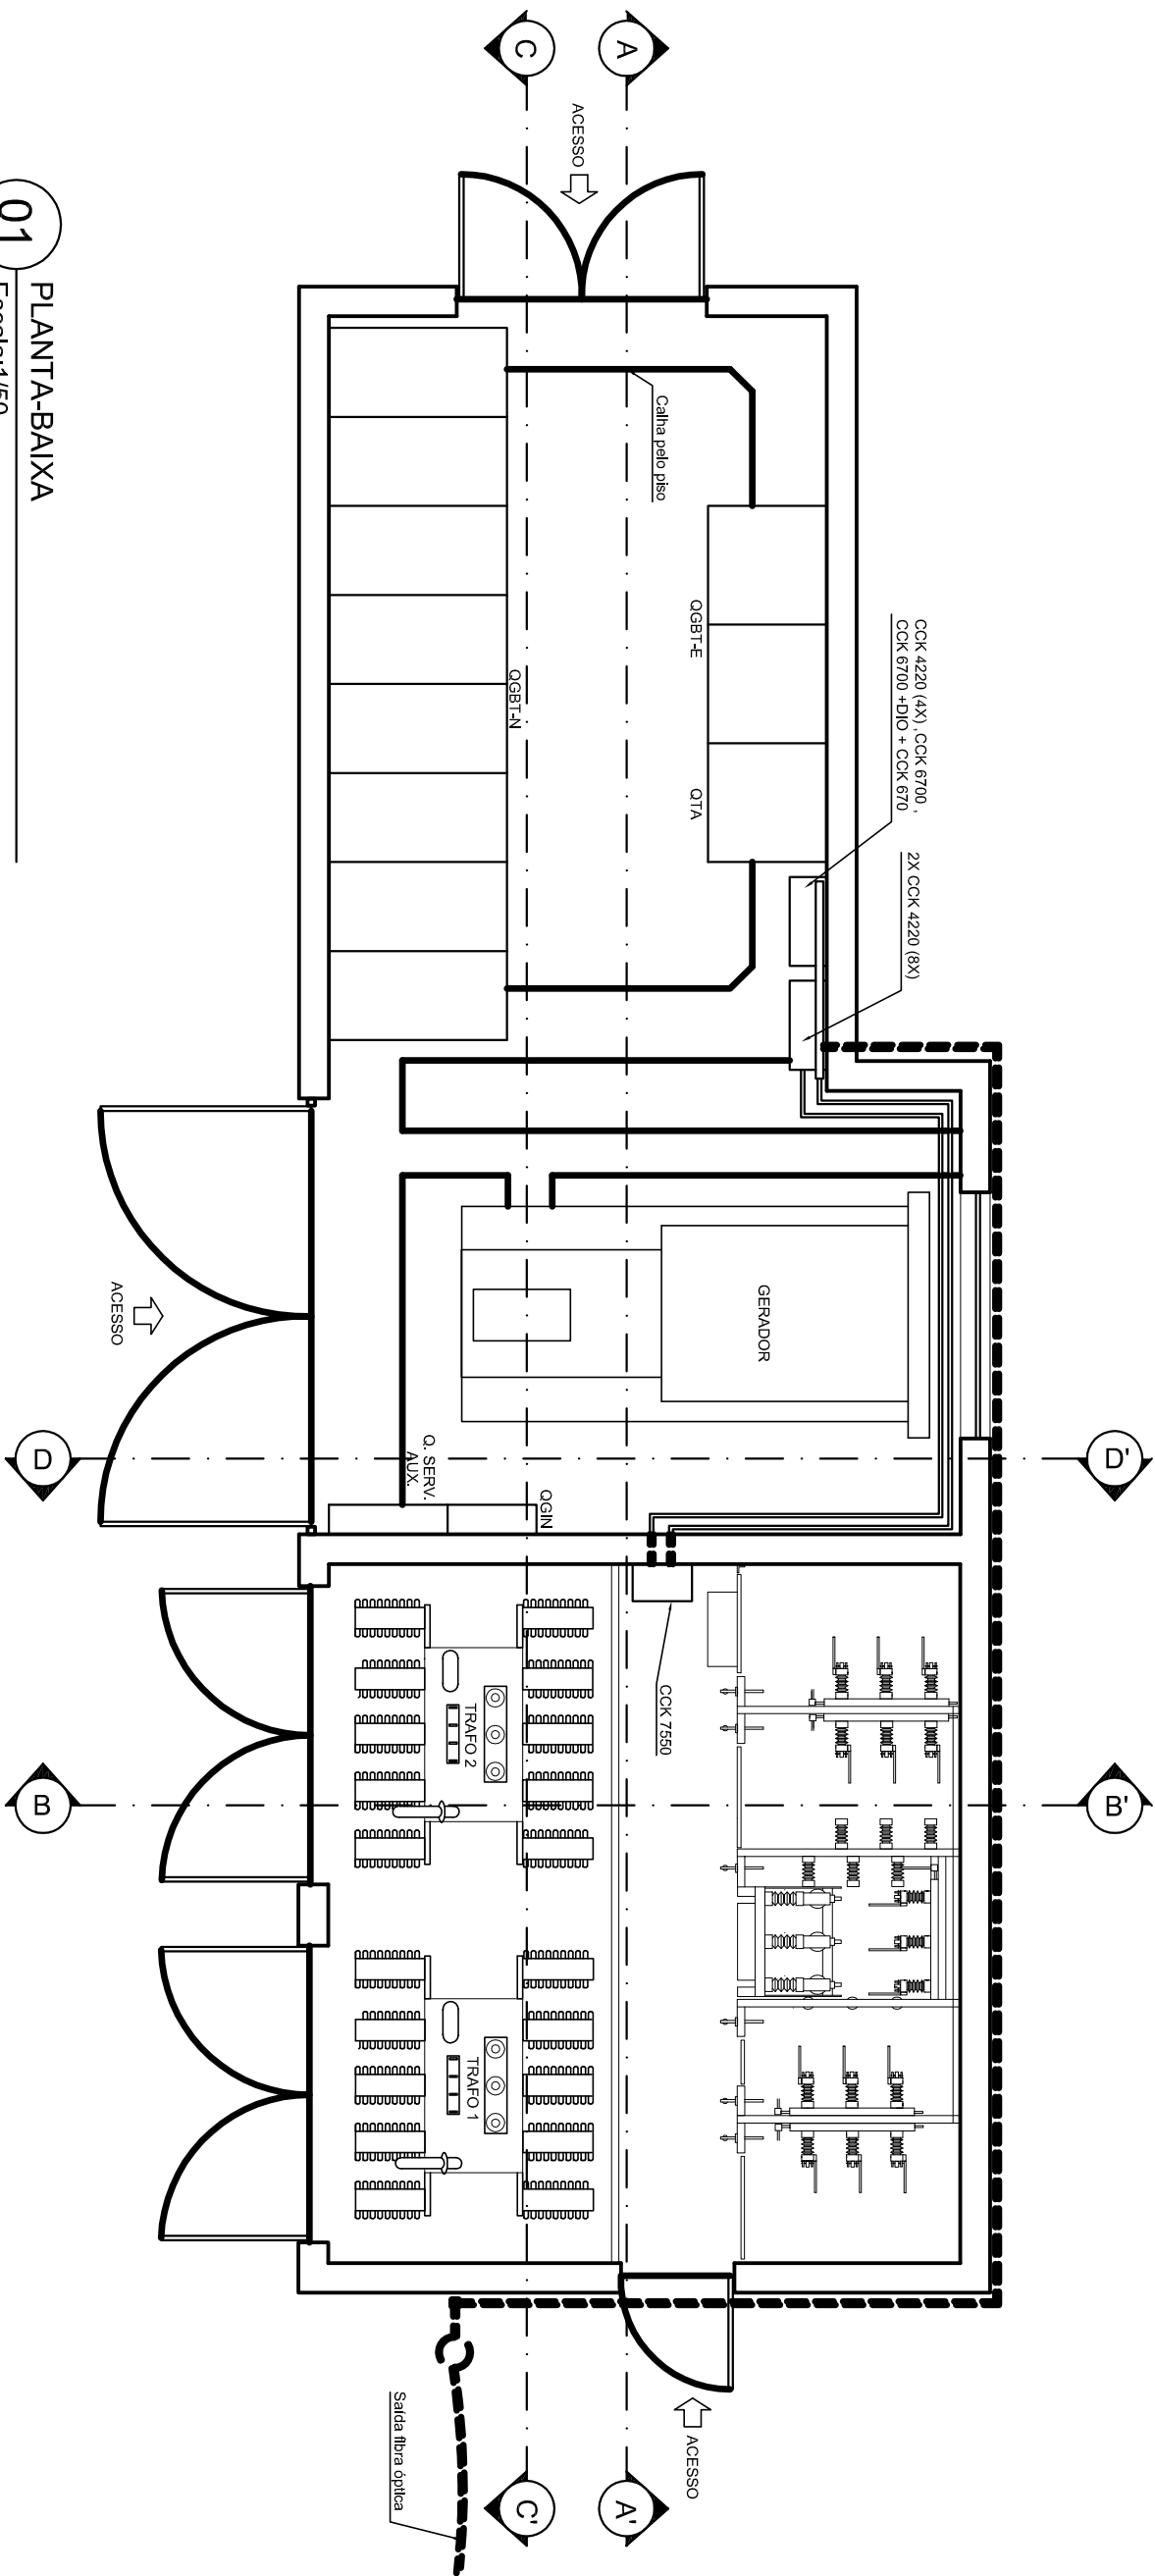 C
A
ACESSO
01
PLANTA-BAIXA
Calha pelo piso
QGBT-E
QGBT-N
QTA
CCK 4220 (4X) , CCK 6700 ,
CCK 6700 +DIO + CCK 670
2X CCK 4220 (8X)
GERADOR
ACESSO
Q. SERV.
AUX.
QGIN
D
D'
CCK 7550
TRAFO 2
B
B'
TRAFO 1
ACESSO
Saída fibra óptica
C'
A'